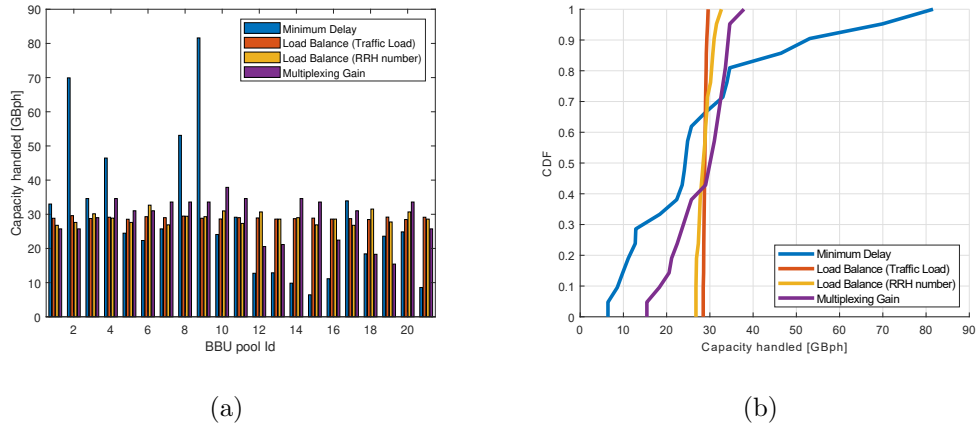 90
80
70
60
50
40
30
20
10
0
Capacity handled [GBph]
Minimum Delay
Load Balance (Traffic Load)
Load Balance (RRH number)
Multiplexing Gain
2 4 6 8 10 12 14 16 18 20
BBU pool Id
(a)
1
0.9
0.8
0.7
0.6
0.5
0.4
0.3
0.2
0.1
0
CDF
Minimum Delay
Load Balance (Traffic Load)
Load Balance (RRH number)
Multiplexing Gain
0 10 20 30 40 50 60 70 80 90
Capacity handled [GBph]
(b)